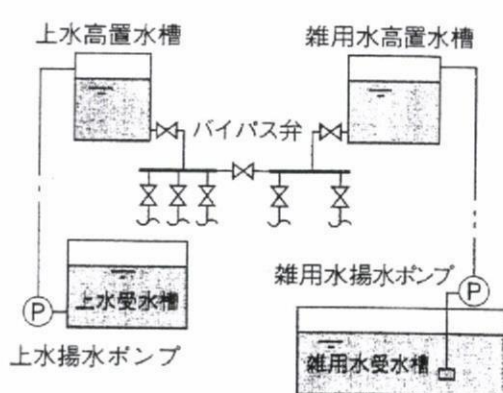 上水高置水槽
雑用水高置水槽
バイパス弁
上水受水槽
P
上水揚水ポンプ
雑用水揚水ポンプ
P
雑用水受水槽